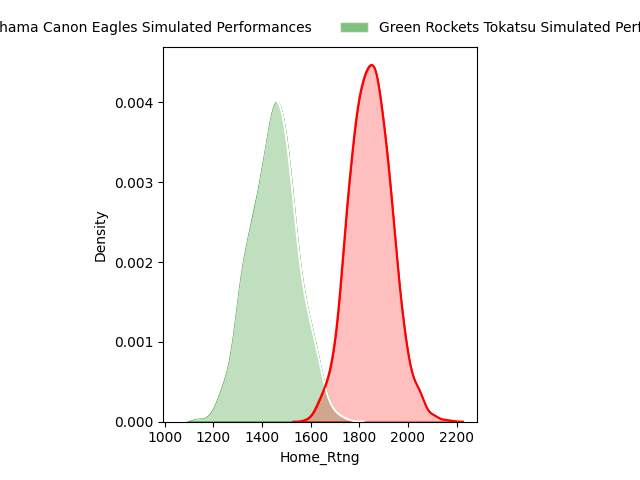 hama Canon Eagles Simulated Performances
Green Rockets Tokatsu Simulated Perf
0.004
0.003
0.002
0.001
0.000
Density
1000 1200 1400 1600 1800 2000 2200
Home_Rtng